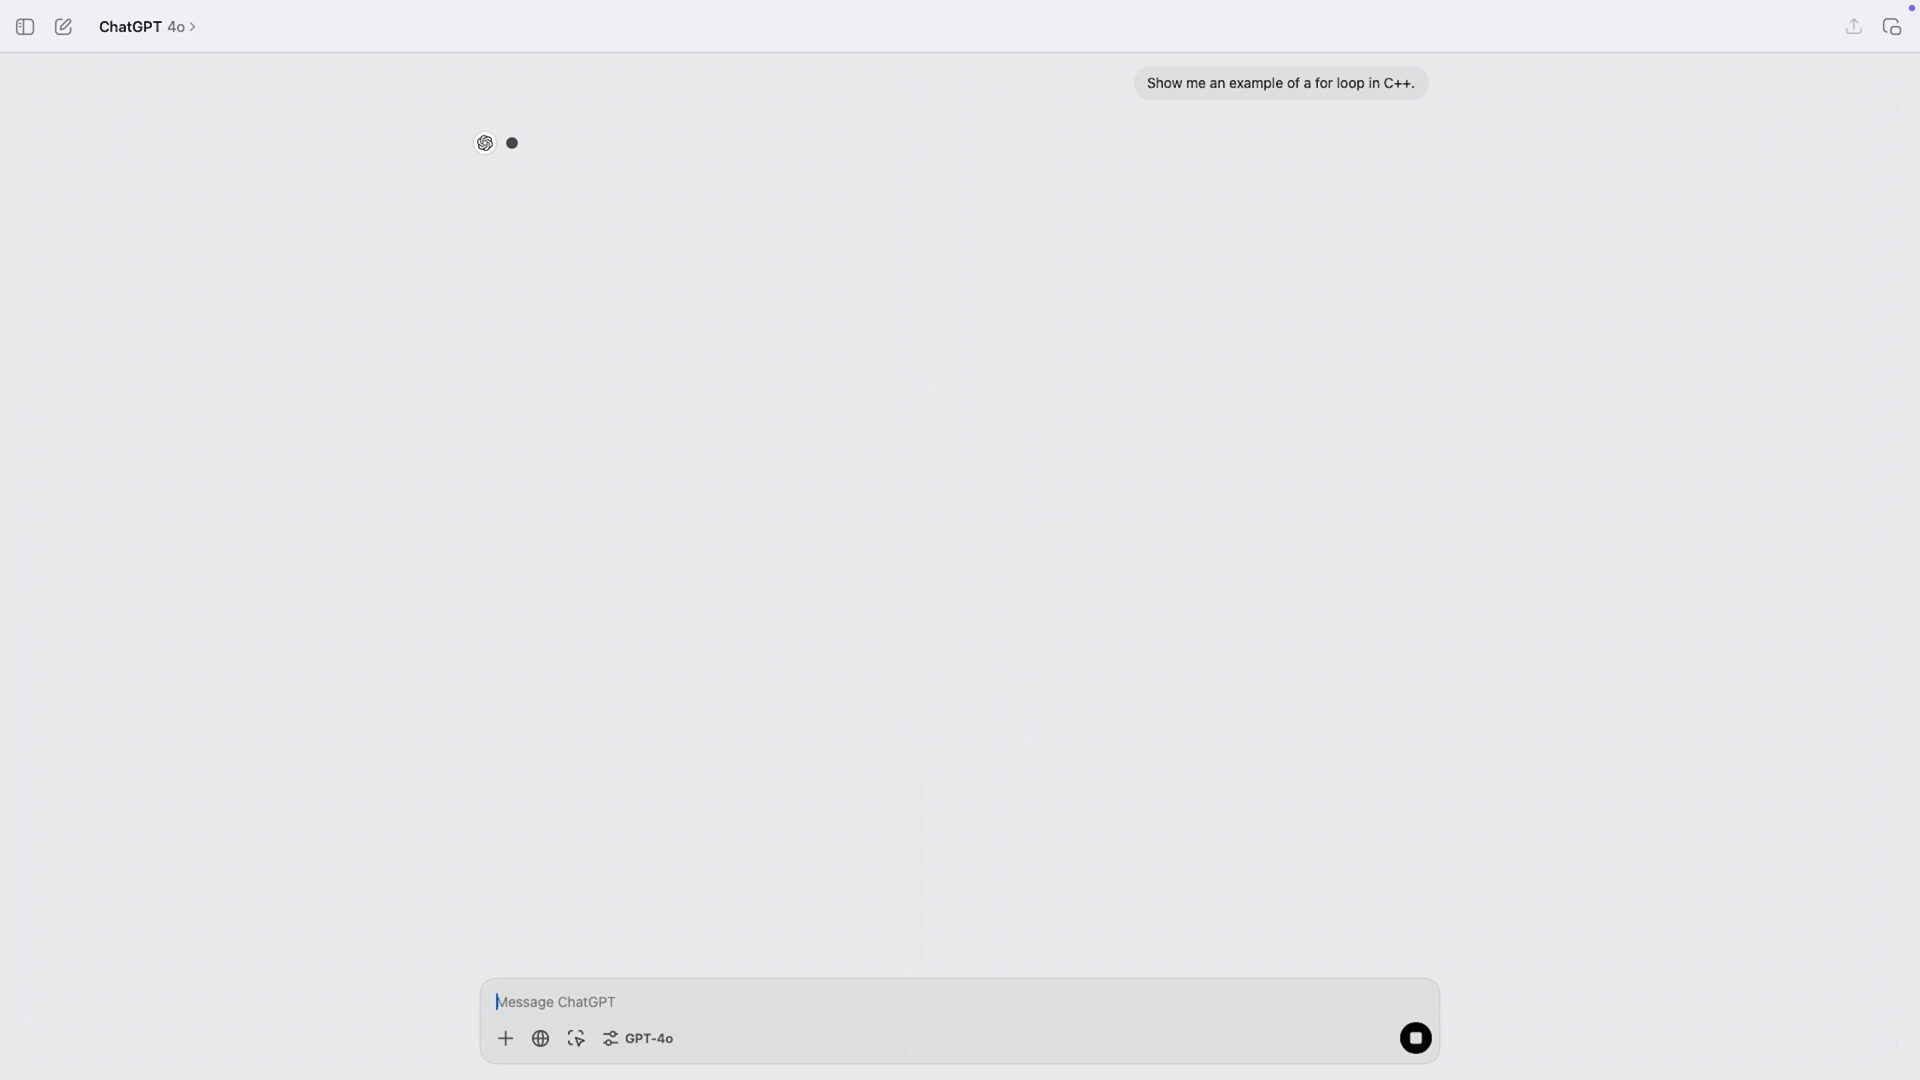 ChatGPT 4o
Show me an example of a for loop in C++.
Message ChatGPT
GPT-4o